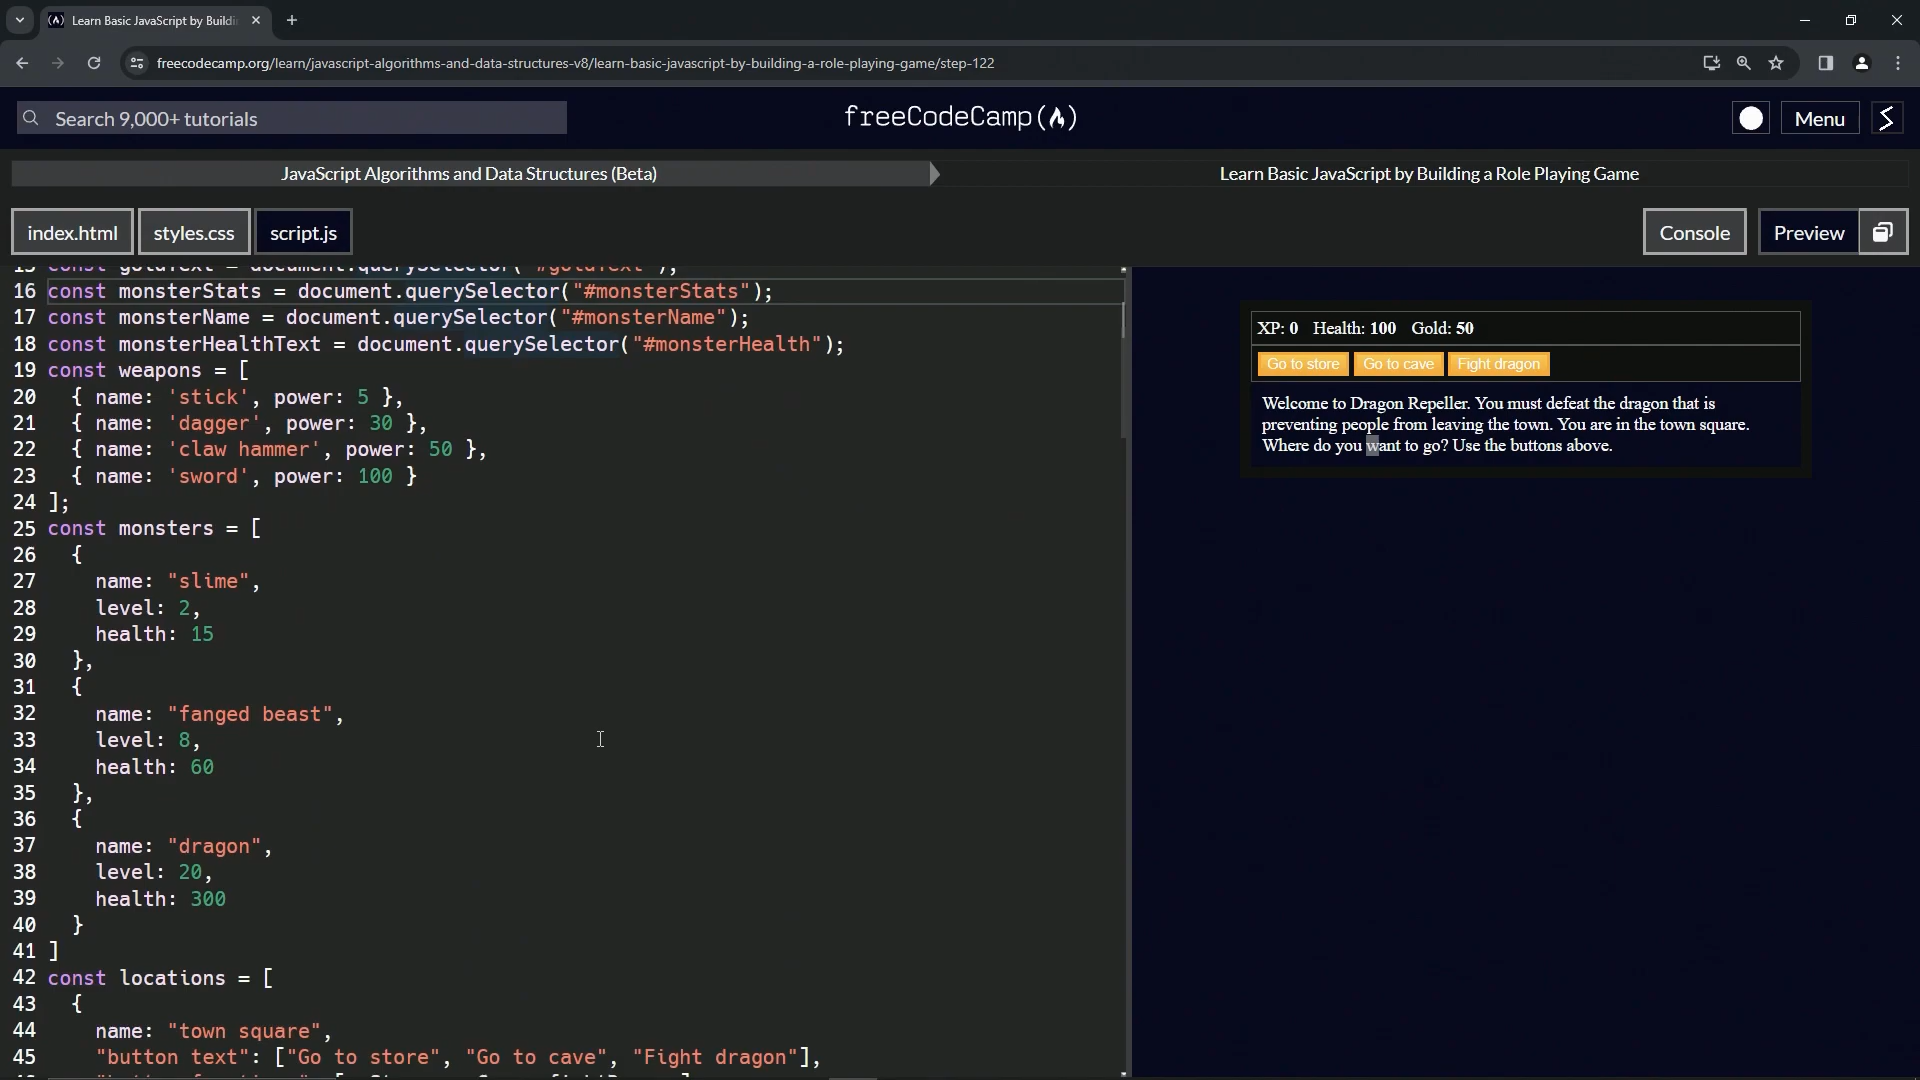 Learn Basic JavaScript by Buildi
freecodecamp.org/learn/javascript-algorithms-and-data-structures-v8/learn-basic-javascript-by-building-a-role-playing-game/step-122
Search 9,000+ tutorials
freeCodeCamp
Menu
JavaScript Algorithms and Data Structures (Beta)
Learn Basic JavaScript by Building a Role Playing Game
index.html
styles.css
script.js
Console
Preview
15 const goldText = document.querySelector("#goldText");
16 const monsterStats = document.querySelector("#monsterStats");
17 const monsterName = document.querySelector("#monsterName");
18 const monsterHealthText = document.querySelector("#monsterHealth");
19 const weapons = [
20 { name: 'stick', power: 5 },
21 { name: 'dagger', power: 30 },
22 { name: 'claw hammer', power: 50 },
23 { name: 'sword', power: 100 }
24 ];
25 const monsters = [
26 {
27 name: "slime",
28 level: 2,
29 health: 15
30 },
31 {
32 name: "fanged beast",
33 level: 8,
34 health: 60
35 },
36 {
37 name: "dragon",
38 level: 20,
39 health: 300
40 }
41 ]
42 const locations = [
43 {
44 name: "town square",
45 "button text": ["Go to store", "Go to cave", "Fight dragon"],
XP: 0 Health: 100 Gold: 50
Go to store
Go to cave
Fight dragon
Welcome to Dragon Repeller. You must defeat the dragon that is
preventing people from leaving the town. You are in the town square.
Where do you want to go? Use the buttons above.